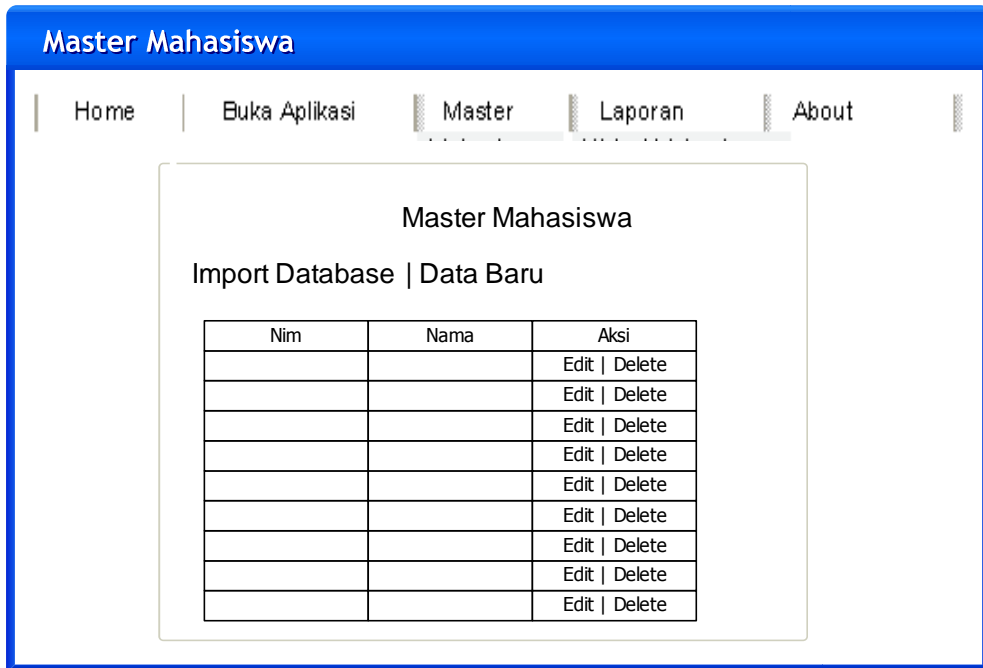 Master Mahasiswa
Home Buka Aplikasi Master Laporan About
Master Mahasiswa
Import Database | Data Baru
Nim Nama Aksi
Edit | Delete
Edit | Delete
Edit | Delete
Edit | Delete
Edit | Delete
Edit | Delete
Edit | Delete
Edit | Delete
Edit | Delete